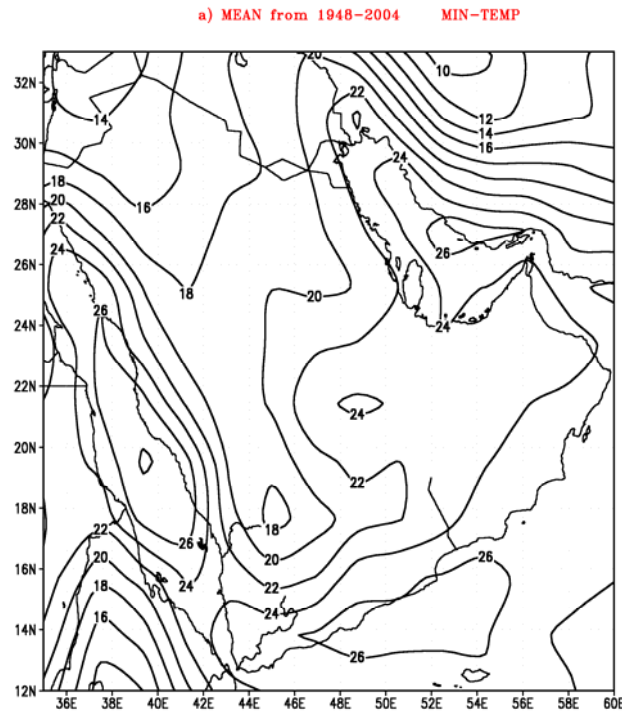 a) MEAN from 1948-2004 MIN-TEMP
20
32N 10
22
14 12
30N 14
16
24
18
28N 20 16
22
26
24
26N
18 20
26
24N 24
22N
24
20N
22
18N
18
22 26
20
16N 20 22 26
24
18
24
14N 16
26
12N
36E 38E 40E 42E 44E 46E 48E 50E 52E 54E 56E 58E 60E